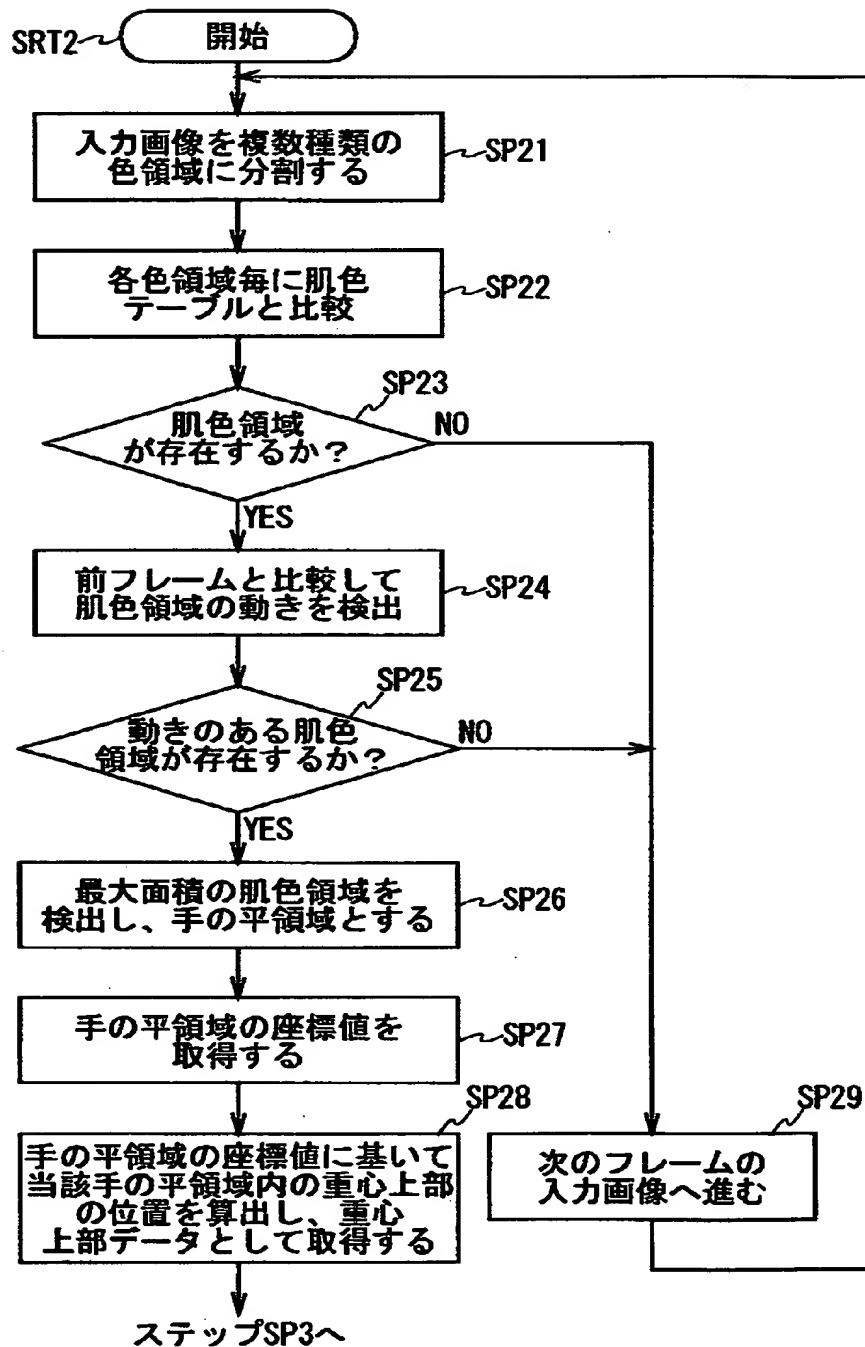 SRT2
開始
入力画像を複数種類の
色領域に分割する
SP21
各色領域毎に肌色
テーブルと比較
SP22
SP23
肌色領域
が存在するか?
NO
YES
前フレームと比較して
肌色領域の動きを検出
SP24
SP25
動きのある肌色
領域が存在するか?
NO
YES
最大面積の肌色領域を
検出し、手の平領域とする
SP26
手の平領域の座標値を
取得する
SP27
SP28
手の平領域の座標値に基いて
当該手の平領域内の重心上部
の位置を算出し、重心
上部データとして取得する
SP29
次のフレームの
入力画像へ進む
ステップSP3へ